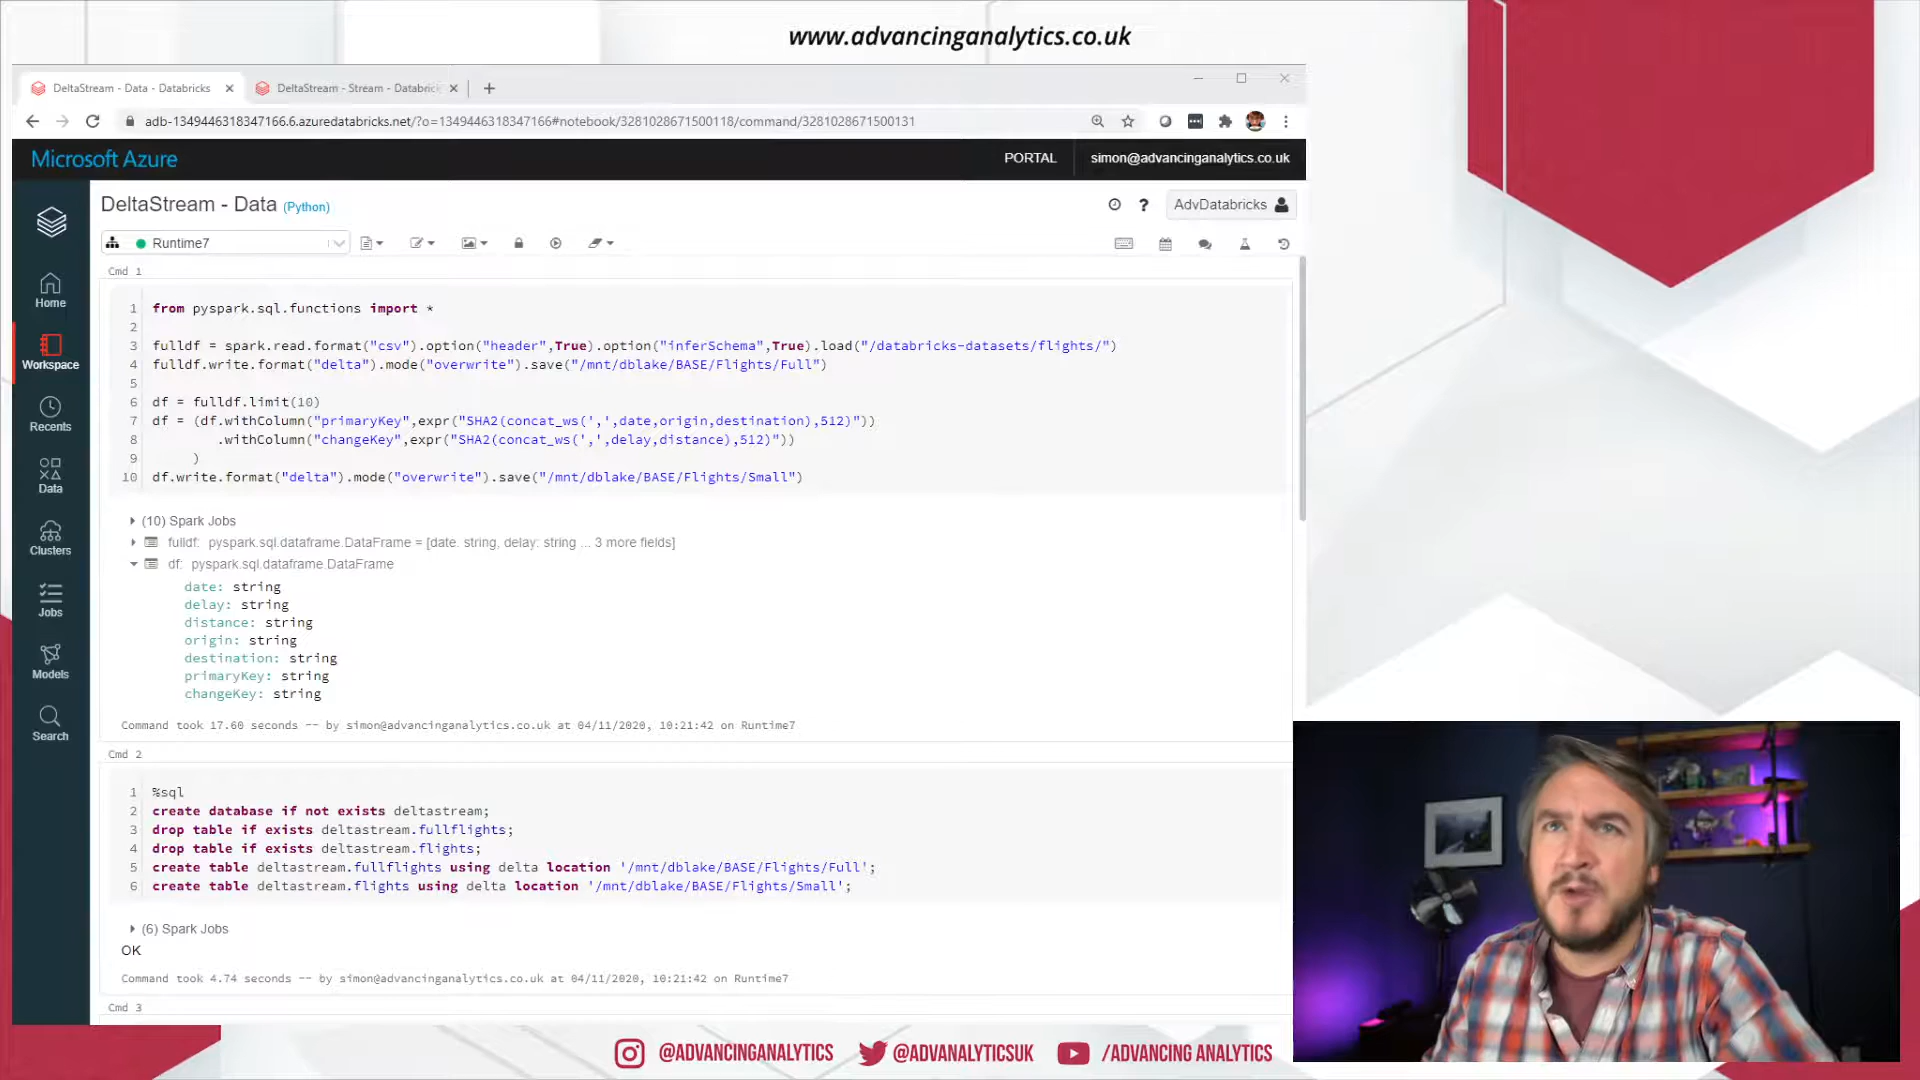 www.advancinganalytics.co.uk
DeltaStream - Data - Databricks
DeltaStream - Stream - Databric
adb-1349446318347166.6.azuredatabricks.net/?o=1349446318347166#notebook/3281028671500118/command/3281028671500131
Microsoft Azure
PORTAL
simon@advancinganalytics.co.uk
DeltaStream - Data (Python)
? AdvDatabricks
Runtime7
Home
Workspace
Recents
Data
Clusters
Jobs
Models
Search
Cmd 1
1 from pyspark.sql.functions import *
2
3 fulldf = spark.read.format("csv").option("header",True).option("inferSchema",True).load("/databricks-datasets/flights/")
4 fulldf.write.format("delta").mode("overwrite").save("/mnt/dblake/BASE/Flights/Full")
5
6 df = fulldf.limit(10)
7 df = (df.withColumn("primaryKey",expr("SHA2(concat_ws(',',date,origin,destination),512)"))
8 .withColumn("changeKey",expr("SHA2(concat_ws(',',delay,distance),512)"))
9 )
10 df.write.format("delta").mode("overwrite").save("/mnt/dblake/BASE/Flights/Small")
(10) Spark Jobs
fulldf: pyspark.sql.dataframe.DataFrame = [date: string, delay: string ... 3 more fields]
df: pyspark.sql.dataframe.DataFrame
date: string
delay: string
distance: string
origin: string
destination: string
primaryKey: string
changeKey: string
Command took 17.60 seconds -- by simon@advancinganalytics.co.uk at 04/11/2020, 10:21:42 on Runtime7
Cmd 2
1 %sql
2 create database if not exists deltastream;
3 drop table if exists deltastream.fullflights;
4 drop table if exists deltastream.flights;
5 create table deltastream.fullflights using delta location '/mnt/dblake/BASE/Flights/Full';
6 create table deltastream.flights using delta location '/mnt/dblake/BASE/Flights/Small';
(6) Spark Jobs
OK
Command took 4.74 seconds -- by simon@advancinganalytics.co.uk at 04/11/2020, 10:21:42 on Runtime7
Cmd 3
@ADVANCINGANALYTICS
@ADVANALYTICSUK
/ADVANCING ANALYTICS